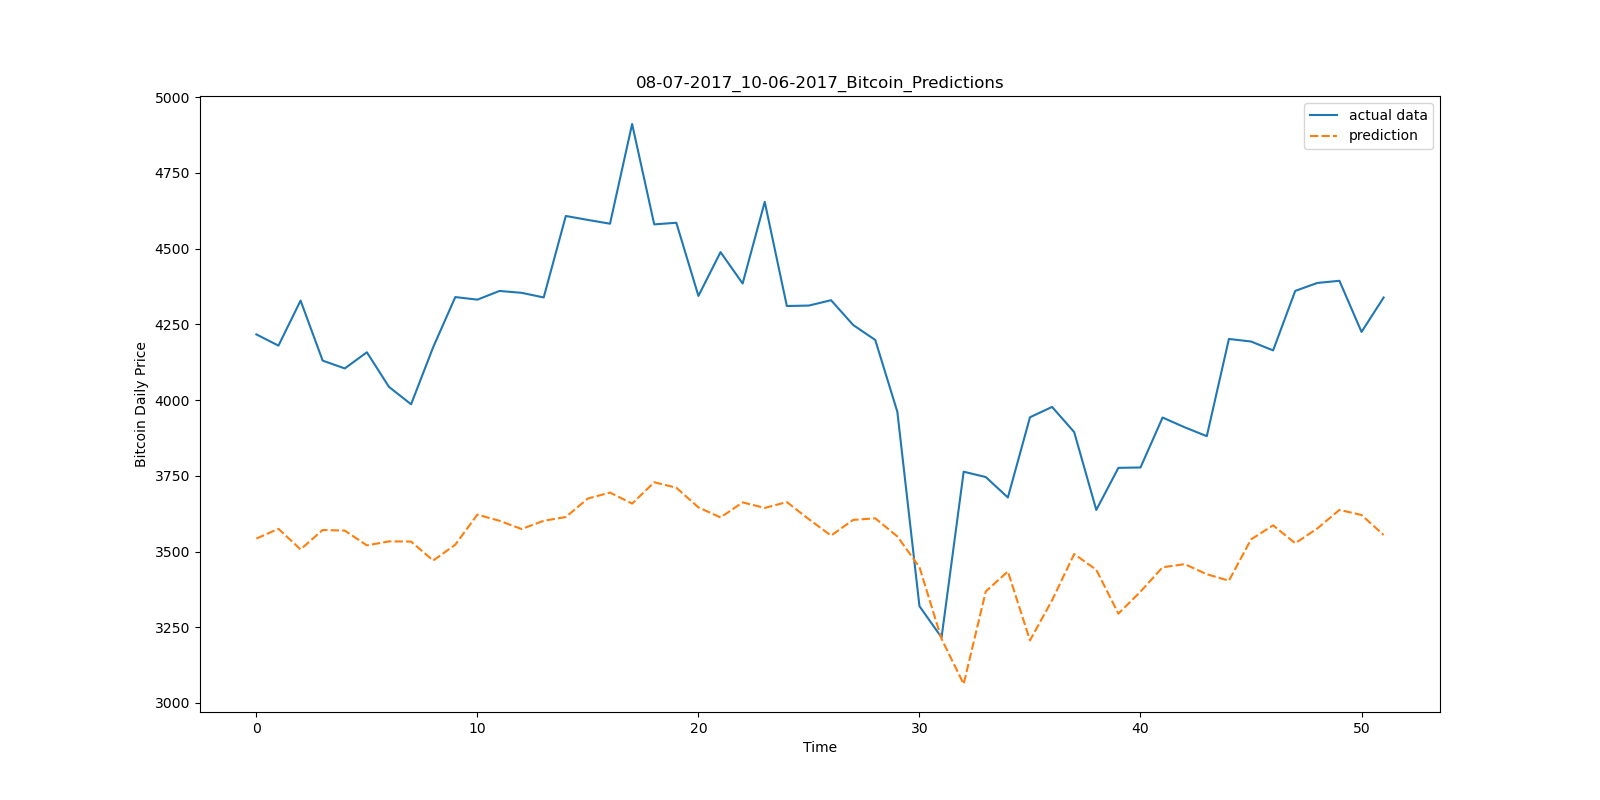 08-07-2017_10-06-2017_Bitcoin_Predictions
actual data
prediction
Bitcoin Daily Price
5000
4750
4500
4250
4000
3750
3500
3250
3000
0 10 20 30 40 50
Time